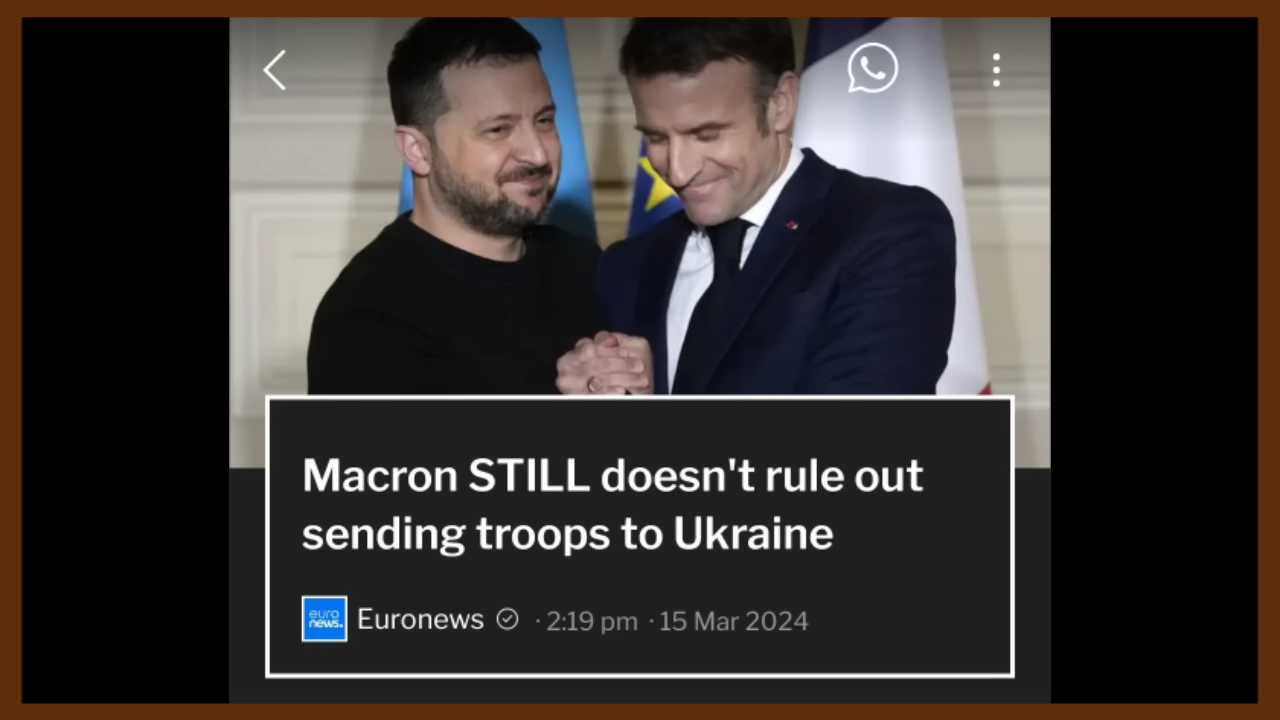 Macron STILL doesn't rule out
sending troops to Ukraine
euro
news.
Euronews · 2:19 pm · 15 Mar 2024